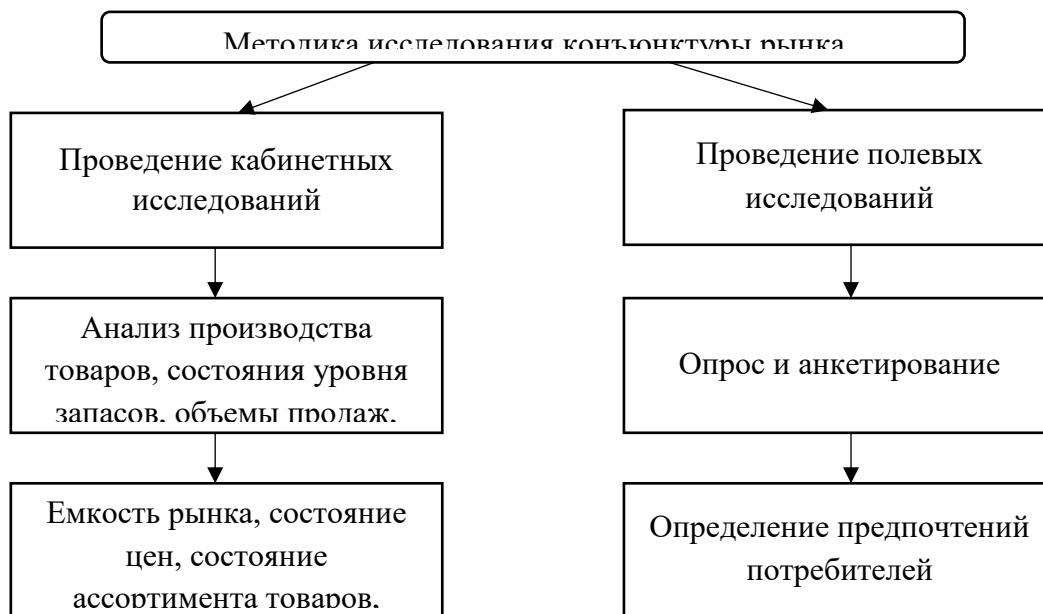 Методика исследования конъюнктуры рынка
Проведение кабинетных
исследований
Проведение полевых
исследований
Анализ производства
товаров, состояния уровня
запасов, объемы продаж,
Опрос и анкетирование
Емкость рынка, состояние
цен, состояние
ассортимента товаров,
Определение предпочтений
потребителей